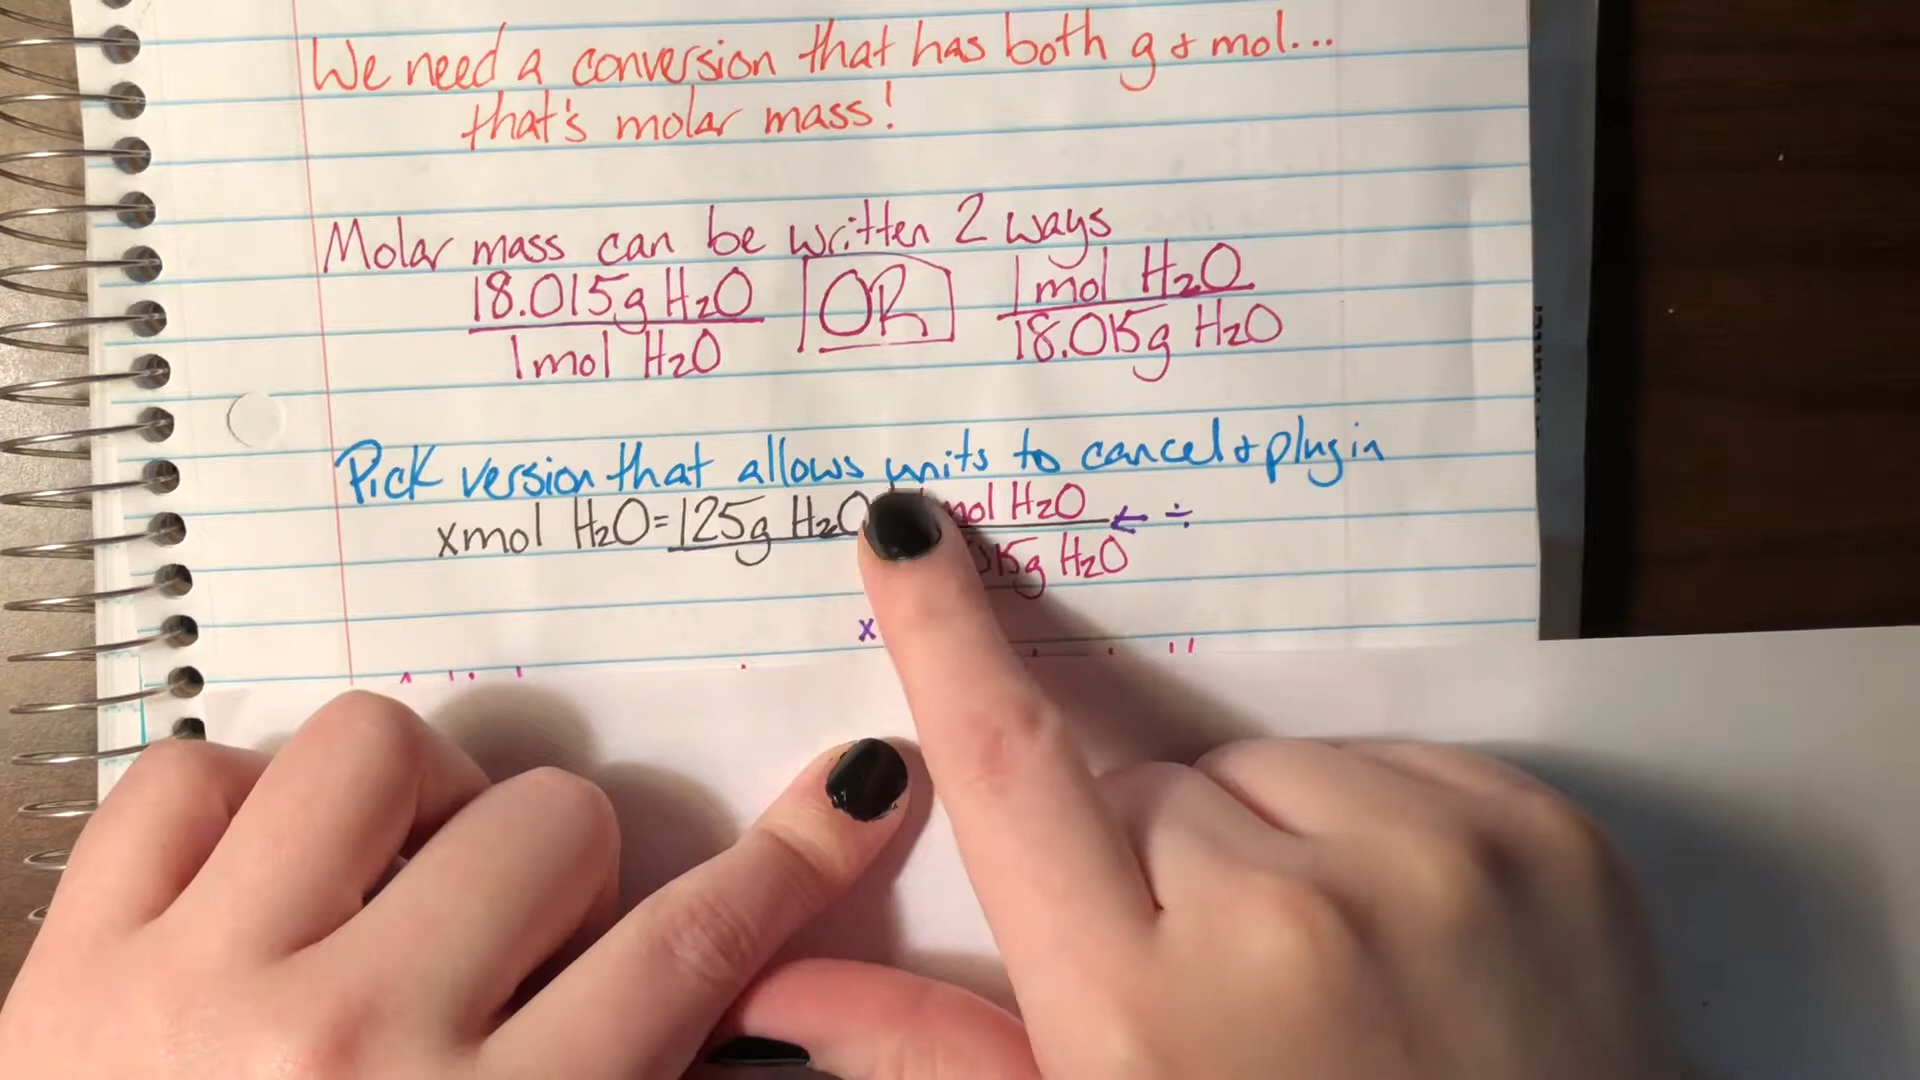 We need a conversion that has both g & mol...
that's molar mass!
Molar mass can be written 2 ways
18.015g H₂O OR 1mol H₂O
1mol H₂O 18.015g H₂O
Pick version that allows units to cancel & plug in
xmol H₂O = 125g H₂O mol H₂O ← ÷
015g H₂O
x